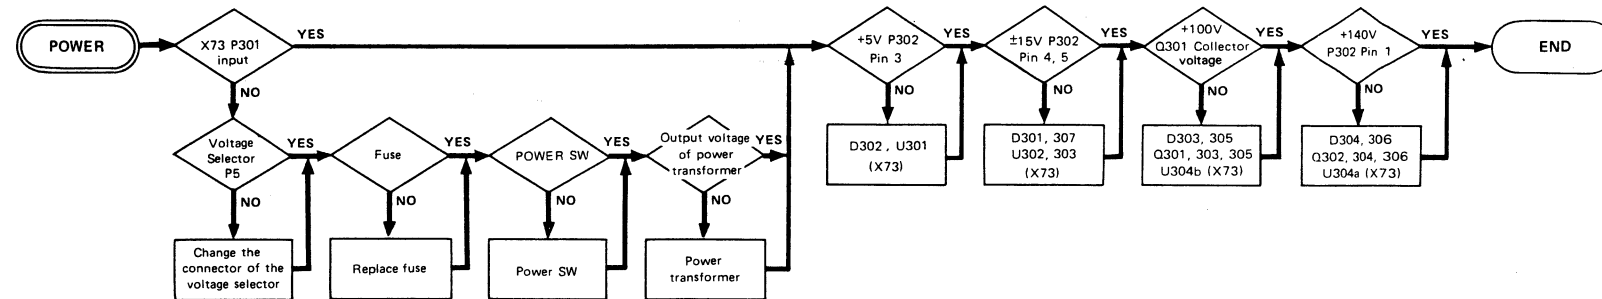 POWER
X73 P301
input
YES
NO
Voltage
Selector
P5
YES
NO
Change the
connector of the
voltage selector
Fuse
YES
NO
Replace fuse
POWER SW
YES
NO
Power SW
Output voltage
of power
transformer
YES
NO
Power
transformer
+5V P302
Pin 3
YES
NO
D302 , U301
(X73)
±15V P302
Pin 4, 5
YES
NO
D301, 307
U302, 303
(X73)
+100V
Q301 Collector
voltage
YES
NO
D303, 305
Q301, 303, 305
U304b (X73)
+140V
P302 Pin 1
YES
NO
D304, 306
Q302, 304, 306
U304a (X73)
END